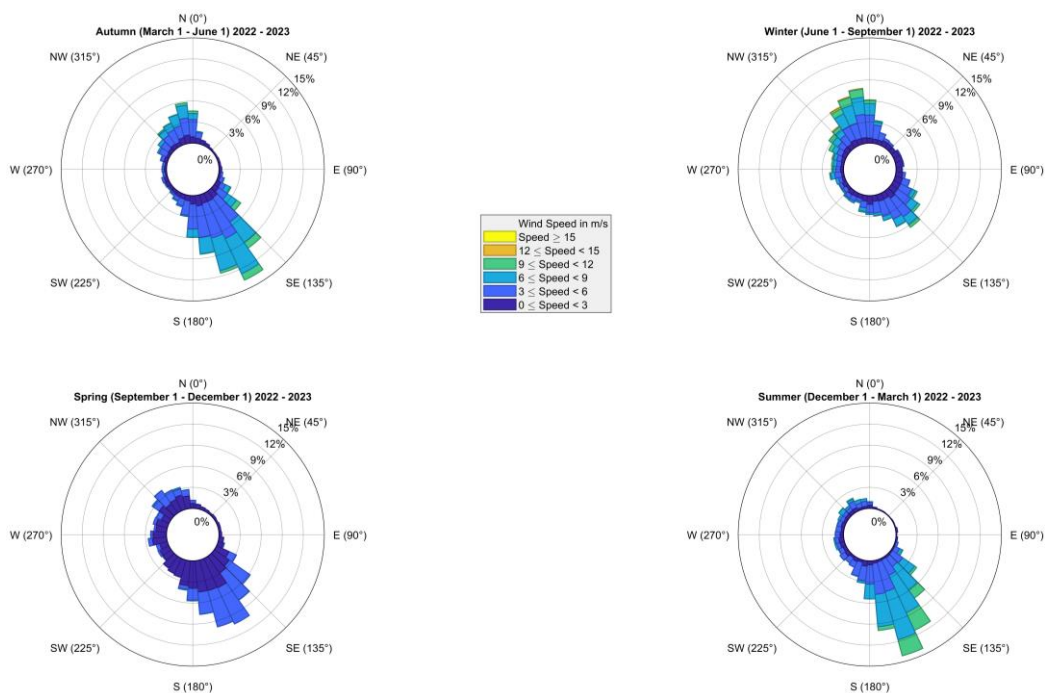 N (0°)
Autumn (March 1 - June 1) 2022 - 2023
NW (315°)
NE (45°)
15%
12%
9%
6%
3%
0%
W (270°)
E (90°)
SW (225°)
SE (135°)
S (180°)
N (0°)
Winter (June 1 - September 1) 2022 - 2023
NW (315°)
NE (45°)
15%
12%
9%
6%
3%
0%
W (270°)
E (90°)
SW (225°)
SE (135°)
S (180°)
Wind Speed in m/s
Speed ≥ 15
12 ≤ Speed < 15
9 ≤ Speed < 12
6 ≤ Speed < 9
3 ≤ Speed < 6
0 ≤ Speed < 3
N (0°)
Spring (September 1 - December 1) 2022 - 2023
NW (315°)
NE (45°)
15%
12%
9%
6%
3%
0%
W (270°)
E (90°)
SW (225°)
SE (135°)
S (180°)
N (0°)
Summer (December 1 - March 1) 2022 - 2023
NW (315°)
NE (45°)
15%
12%
9%
6%
3%
0%
W (270°)
E (90°)
SW (225°)
SE (135°)
S (180°)